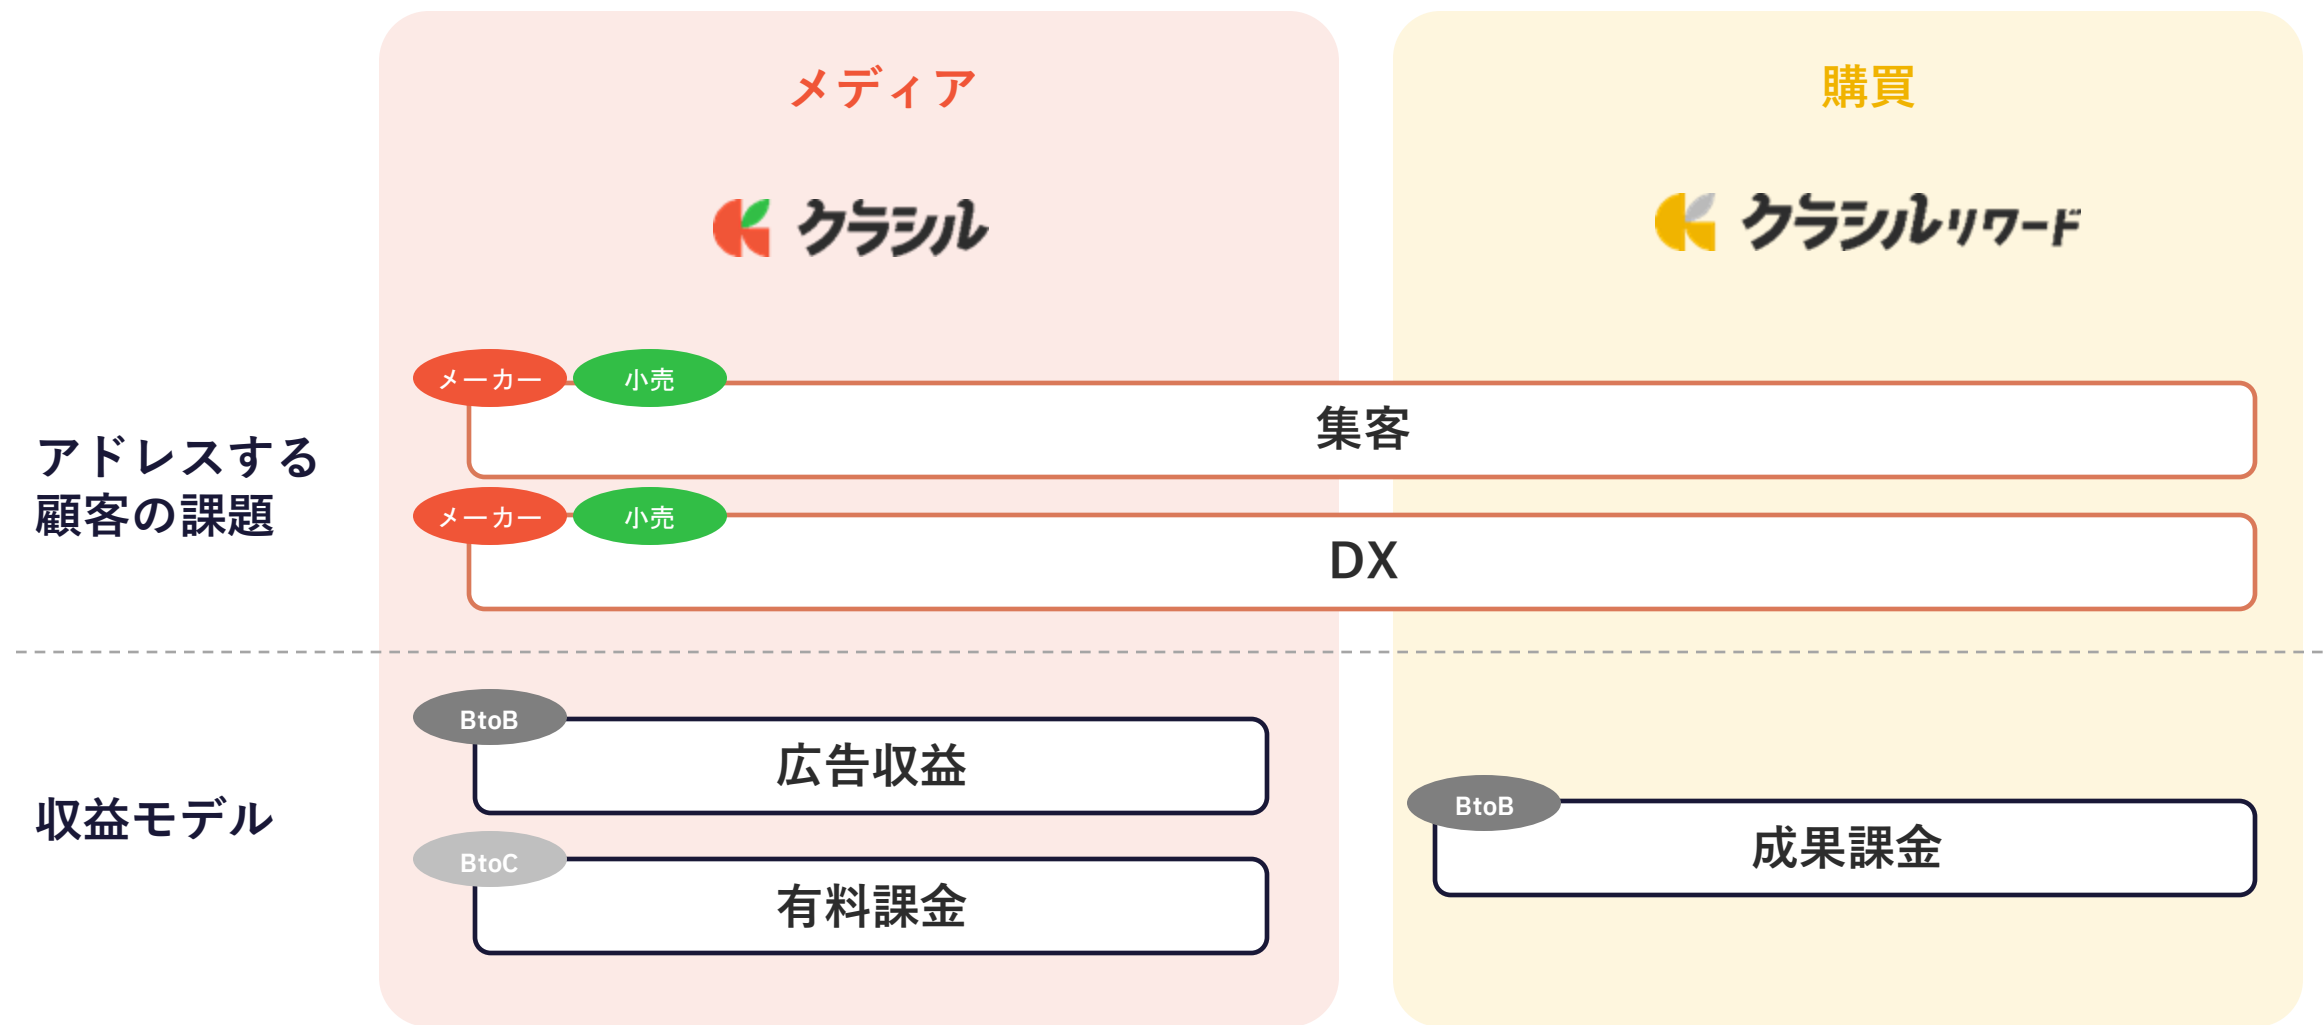 メディア
購買
クラシル
クラシルリワード
アドレスする
顧客の課題
メーカー
小売
集客
メーカー
小売
DX
収益モデル
BtoB
広告収益
BtoC
有料課金
BtoB
成果課金